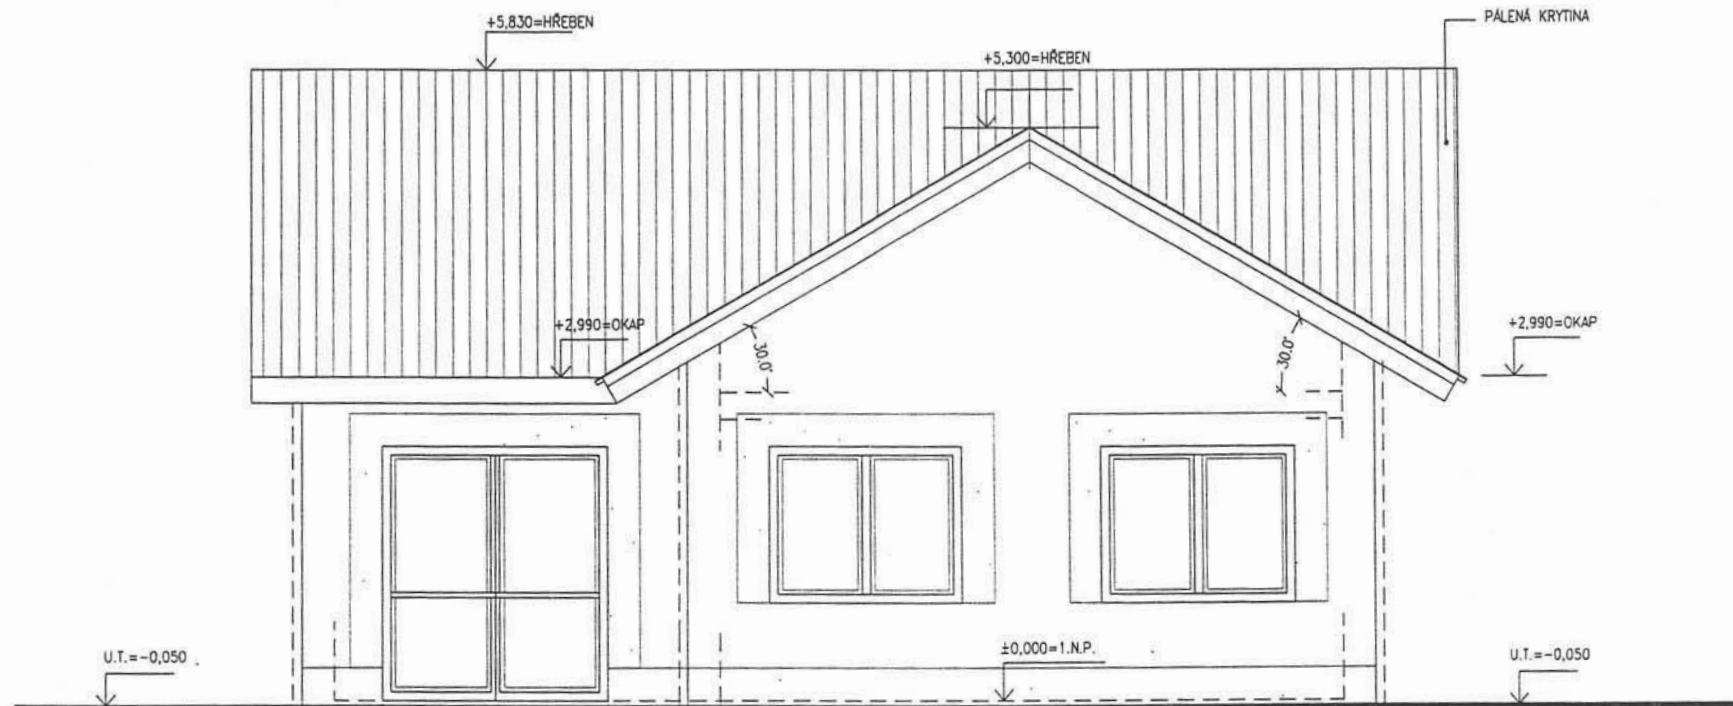 +5,830=HŘEBEN
PÁLENÁ KRYTINA
+5,300=HŘEBEN
+2,990=OKAP
+2,990=OKAP
30.0°
30.0°
U.T.=-0,050
±0,000=1.N.P.
U.T.=-0,050